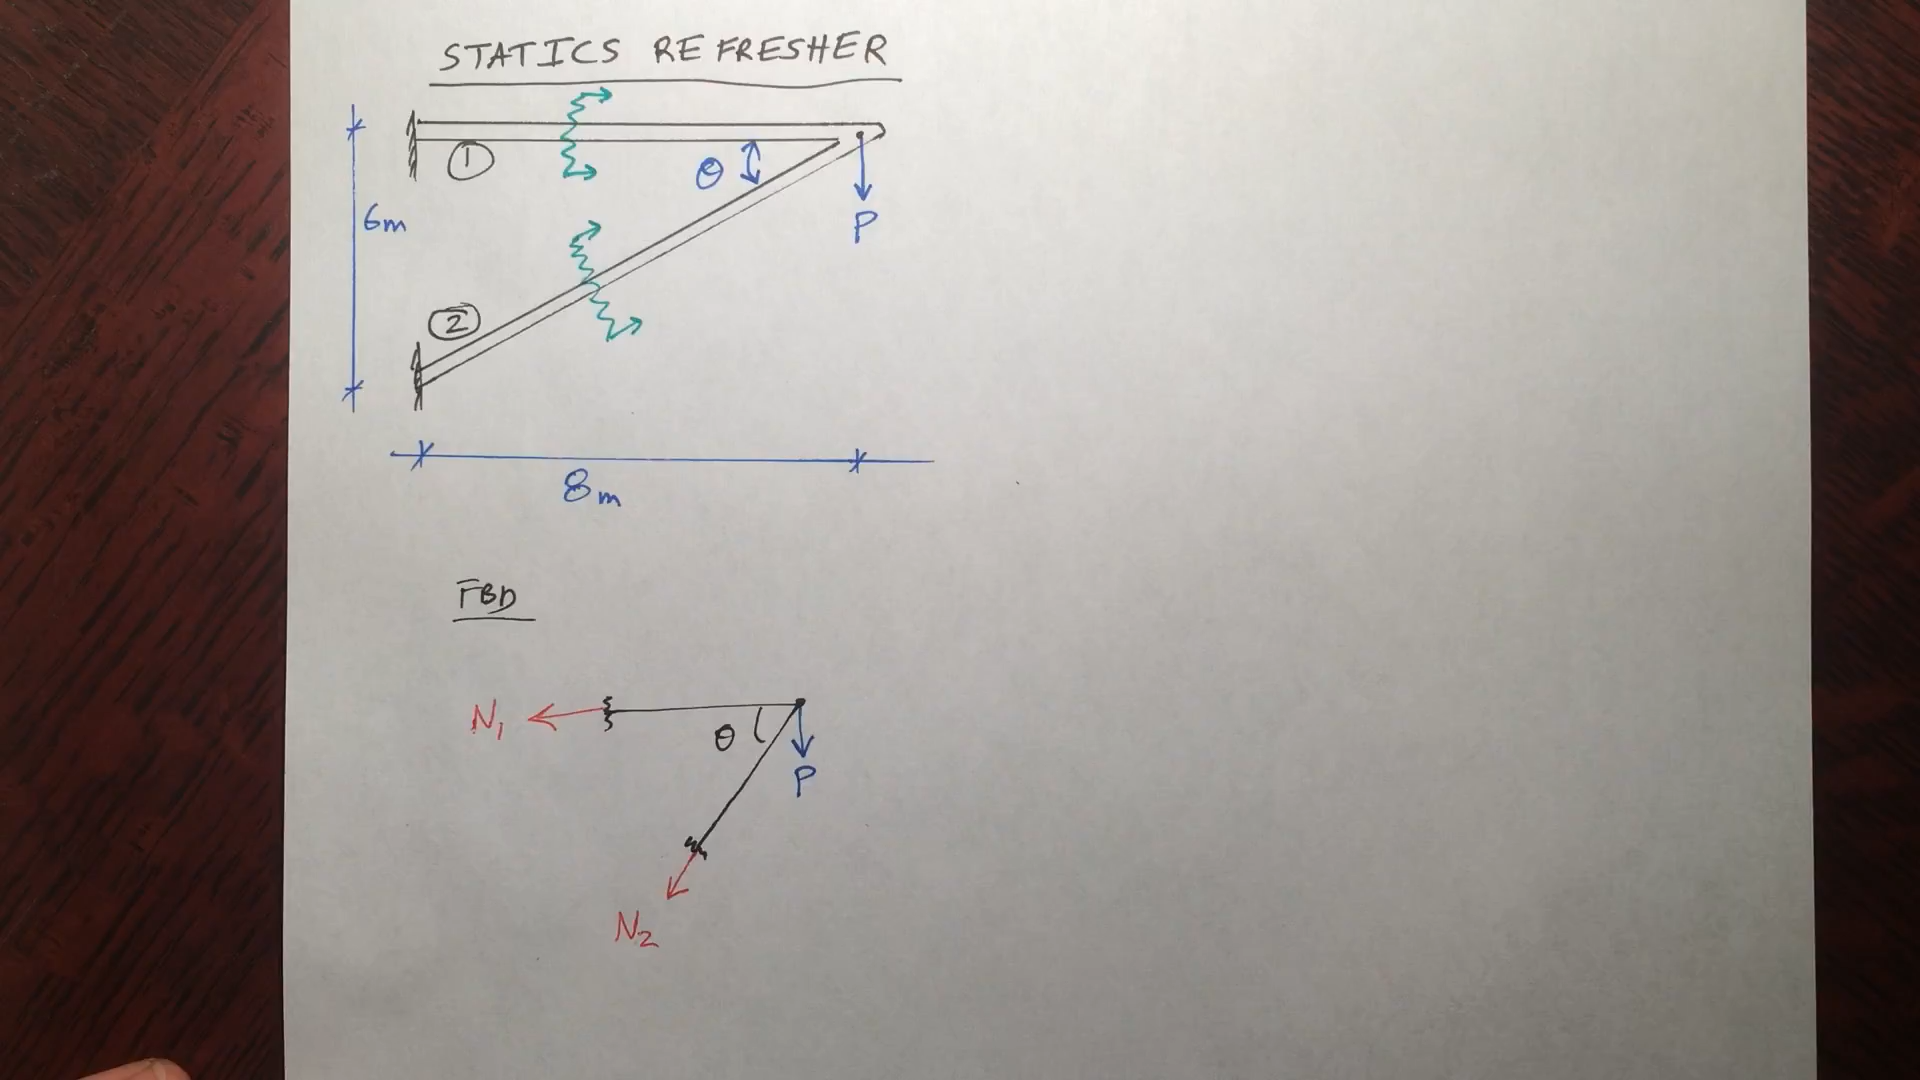 STATICS REFRESHER
1
θ
P
6m
2
8m
FBD
N1
θ
P
N2